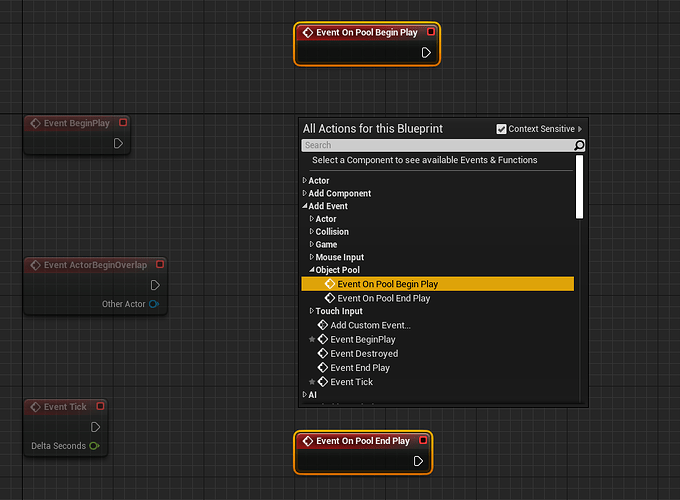 Event On Pool Begin Play
Event BeginPlay
All Actions for this Blueprint
Context Sensitive
Search
Select a Component to see available Events & Functions
Actor
Add Component
Add Event
Actor
Collision
Game
Mouse Input
Object Pool
Event On Pool Begin Play
Event On Pool End Play
Touch Input
Add Custom Event...
Event BeginPlay
Event Destroyed
Event End Play
Event Tick
AI
Event ActorBeginOverlap
Other Actor
Event Tick
Delta Seconds
Event On Pool End Play